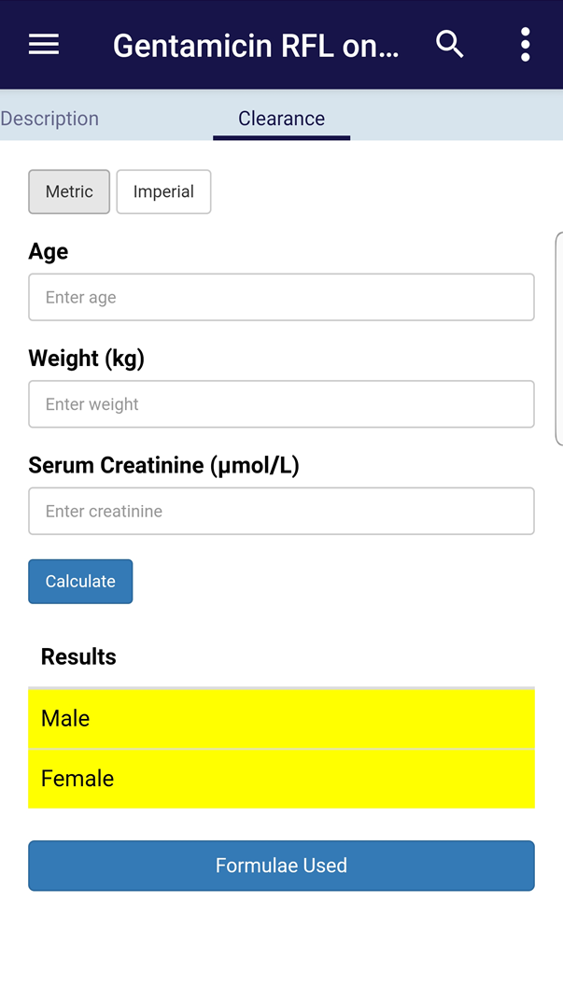 Gentamicin RFL on...
Description Clearance
Metric Imperial
Age
Enter age
Weight (kg)
Enter weight
Serum Creatinine (μmol/L)
Enter creatinine
Calculate
Results
Male
Female
Formulae Used